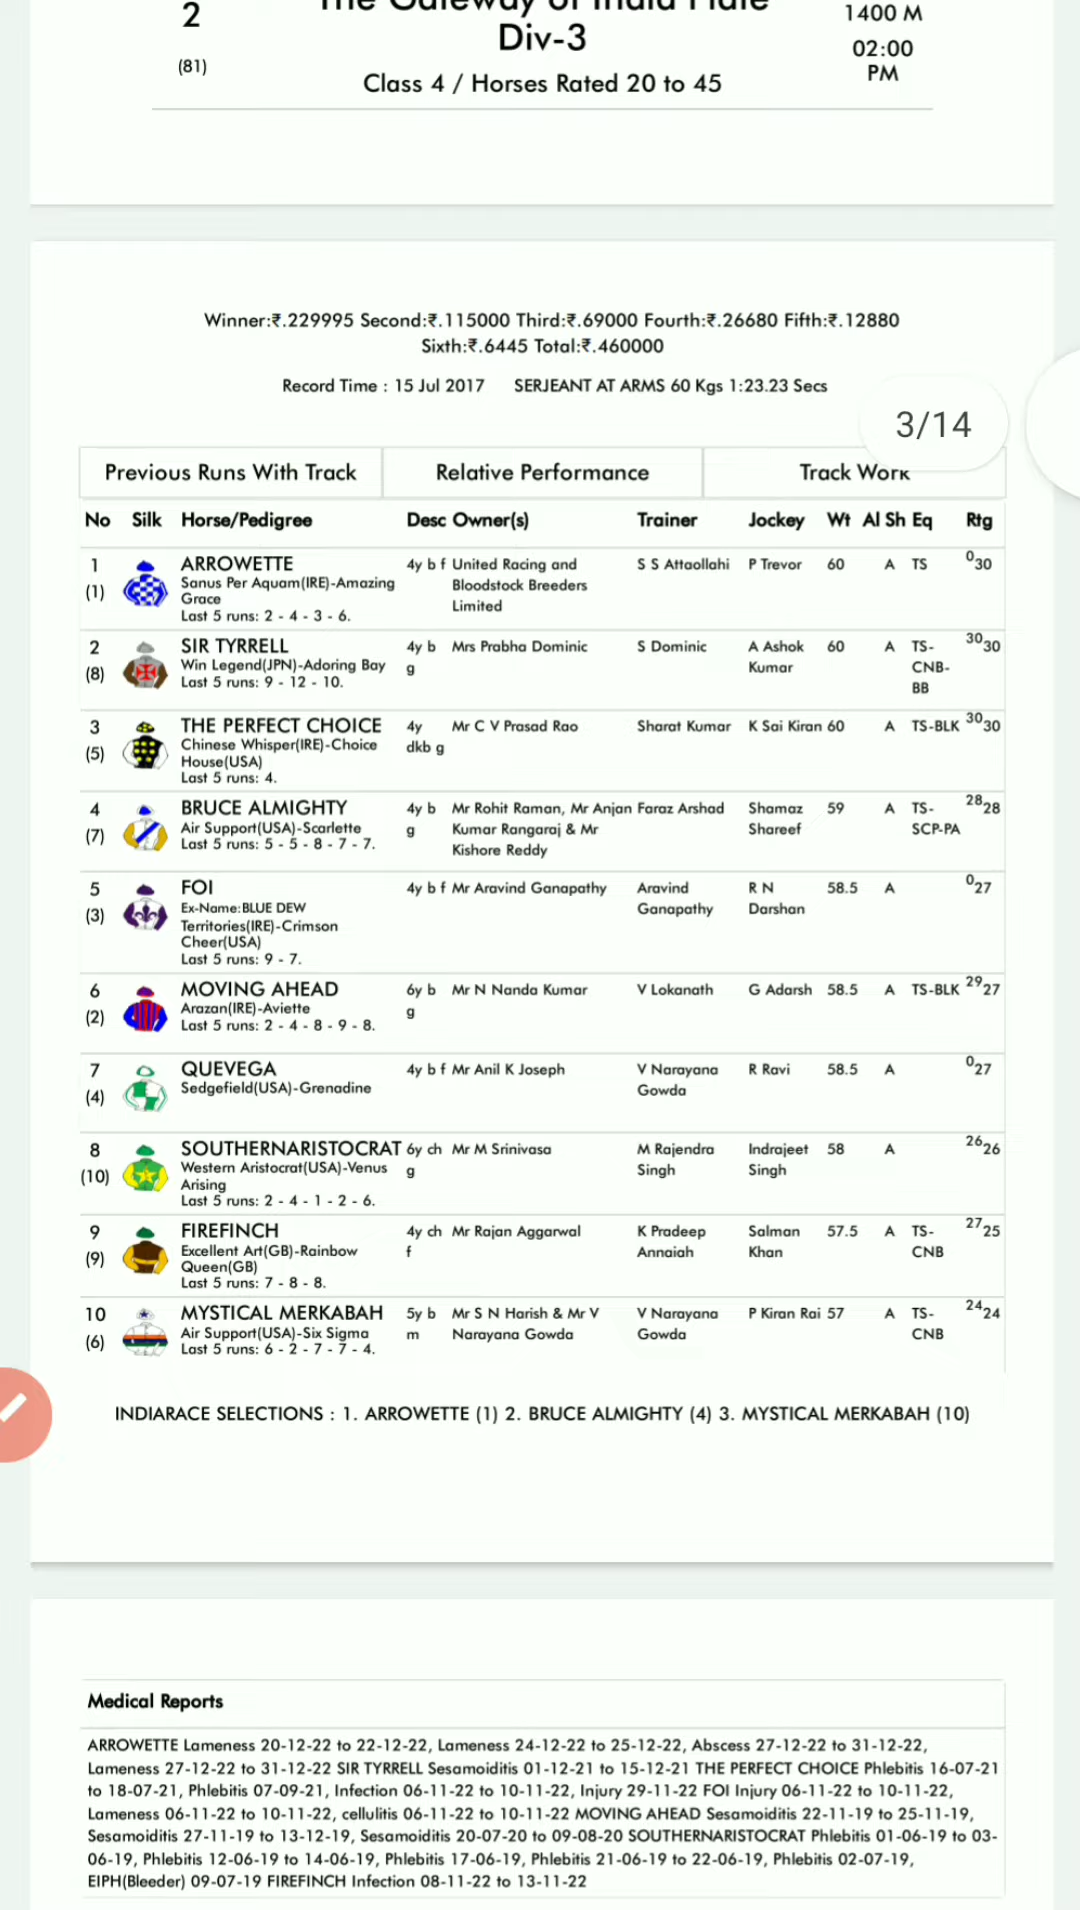 2
The Gateway of India Plate
1400 M
Div-3
02:00
PM
(81)
Class 4 / Horses Rated 20 to 45
Winner:₹.229995 Second:₹.115000 Third:₹.69000 Fourth:₹.26680 Fifth:₹.12880
Sixth:₹.6445 Total:₹.460000
Record Time : 15 Jul 2017 SERJEANT AT ARMS 60 Kgs 1:23.23 Secs
3/14
Previous Runs With Track Relative Performance Track Work
No Silk Horse/Pedigree Desc Owner(s) Trainer Jockey Wt Al Sh Eq Rtg
1 ARROWETTE 4y b f United Racing and S S Attaollahi P Trevor 60 A TS 0 30
(1) Sanus Per Aquam(IRE)-Amazing Bloodstock Breeders
Grace Limited
Last 5 runs: 2 - 4 - 3 - 6.
2 SIR TYRRELL 4y b Mrs Prabha Dominic S Dominic A Ashok 60 A TS- 30 30
(8) Win Legend(JPN)-Adoring Bay g Kumar CNB-
Last 5 runs: 9 - 12 - 10. BB
3 THE PERFECT CHOICE 4y Mr C V Prasad Rao Sharat Kumar K Sai Kiran 60 A TS-BLK 30 30
(5) Chinese Whisper(IRE)-Choice dkb g
House(USA)
Last 5 runs: 4.
4 BRUCE ALMIGHTY 4y b Mr Rohit Raman, Mr Anjan Faraz Arshad Shamaz 59 A TS- 28 28
(7) Air Support(USA)-Scarlette g Kumar Rangaraj & Mr Shareef SCP-PA
Last 5 runs: 5 - 5 - 8 - 7 - 7. Kishore Reddy
5 FOI 4y b f Mr Aravind Ganapathy Aravind R N 58.5 A 0 27
(3) Ex-Name:BLUE DEW Ganapathy Darshan
Territories(IRE)-Crimson
Cheer(USA)
Last 5 runs: 9 - 7.
6 MOVING AHEAD 6y b Mr N Nanda Kumar V Lokanath G Adarsh 58.5 A TS-BLK 29 27
(2) Arazan(IRE)-Aviette g
Last 5 runs: 2 - 4 - 8 - 9 - 8.
7 QUEVEGA 4y b f Mr Anil K Joseph V Narayana R Ravi 58.5 A 0 27
(4) Sedgefield(USA)-Grenadine Gowda
8 SOUTHERNARISTOCRAT 6y ch Mr M Srinivasa M Rajendra Indrajeet 58 A 26 26
(10) Western Aristocrat(USA)-Venus g Singh Singh
Arising
Last 5 runs: 2 - 4 - 1 - 2 - 6.
9 FIREFINCH 4y ch Mr Rajan Aggarwal K Pradeep Salman 57.5 A TS- 27 25
(9) Excellent Art(GB)-Rainbow f Annaiah Khan CNB
Queen(GB)
Last 5 runs: 7 - 8 - 8.
10 MYSTICAL MERKABAH 5y b Mr S N Harish & Mr V V Narayana P Kiran Rai 57 A TS- 24 24
(6) Air Support(USA)-Six Sigma m Narayana Gowda Gowda CNB
Last 5 runs: 6 - 2 - 7 - 7 - 4.
INDIARACE SELECTIONS : 1. ARROWETTE (1) 2. BRUCE ALMIGHTY (4) 3. MYSTICAL MERKABAH (10)
Medical Reports
ARROWETTE Lameness 20-12-22 to 22-12-22, Lameness 24-12-22 to 25-12-22, Abscess 27-12-22 to 31-12-22,
Lameness 27-12-22 to 31-12-22 SIR TYRRELL Sesamoiditis 01-12-21 to 15-12-21 THE PERFECT CHOICE Phlebitis 16-07-21
to 18-07-21, Phlebitis 07-09-21, Infection 06-11-22 to 10-11-22, Injury 29-11-22 FOI Injury 06-11-22 to 10-11-22,
Lameness 06-11-22 to 10-11-22, cellulitis 06-11-22 to 10-11-22 MOVING AHEAD Sesamoiditis 22-11-19 to 25-11-19,
Sesamoiditis 27-11-19 to 13-12-19, Sesamoiditis 20-07-20 to 09-08-20 SOUTHERNARISTOCRAT Phlebitis 01-06-19 to 03-
06-19, Phlebitis 12-06-19 to 14-06-19, Phlebitis 17-06-19, Phlebitis 21-06-19 to 22-06-19, Phlebitis 02-07-19,
EIPH(Bleeder) 09-07-19 FIREFINCH Infection 08-11-22 to 13-11-22